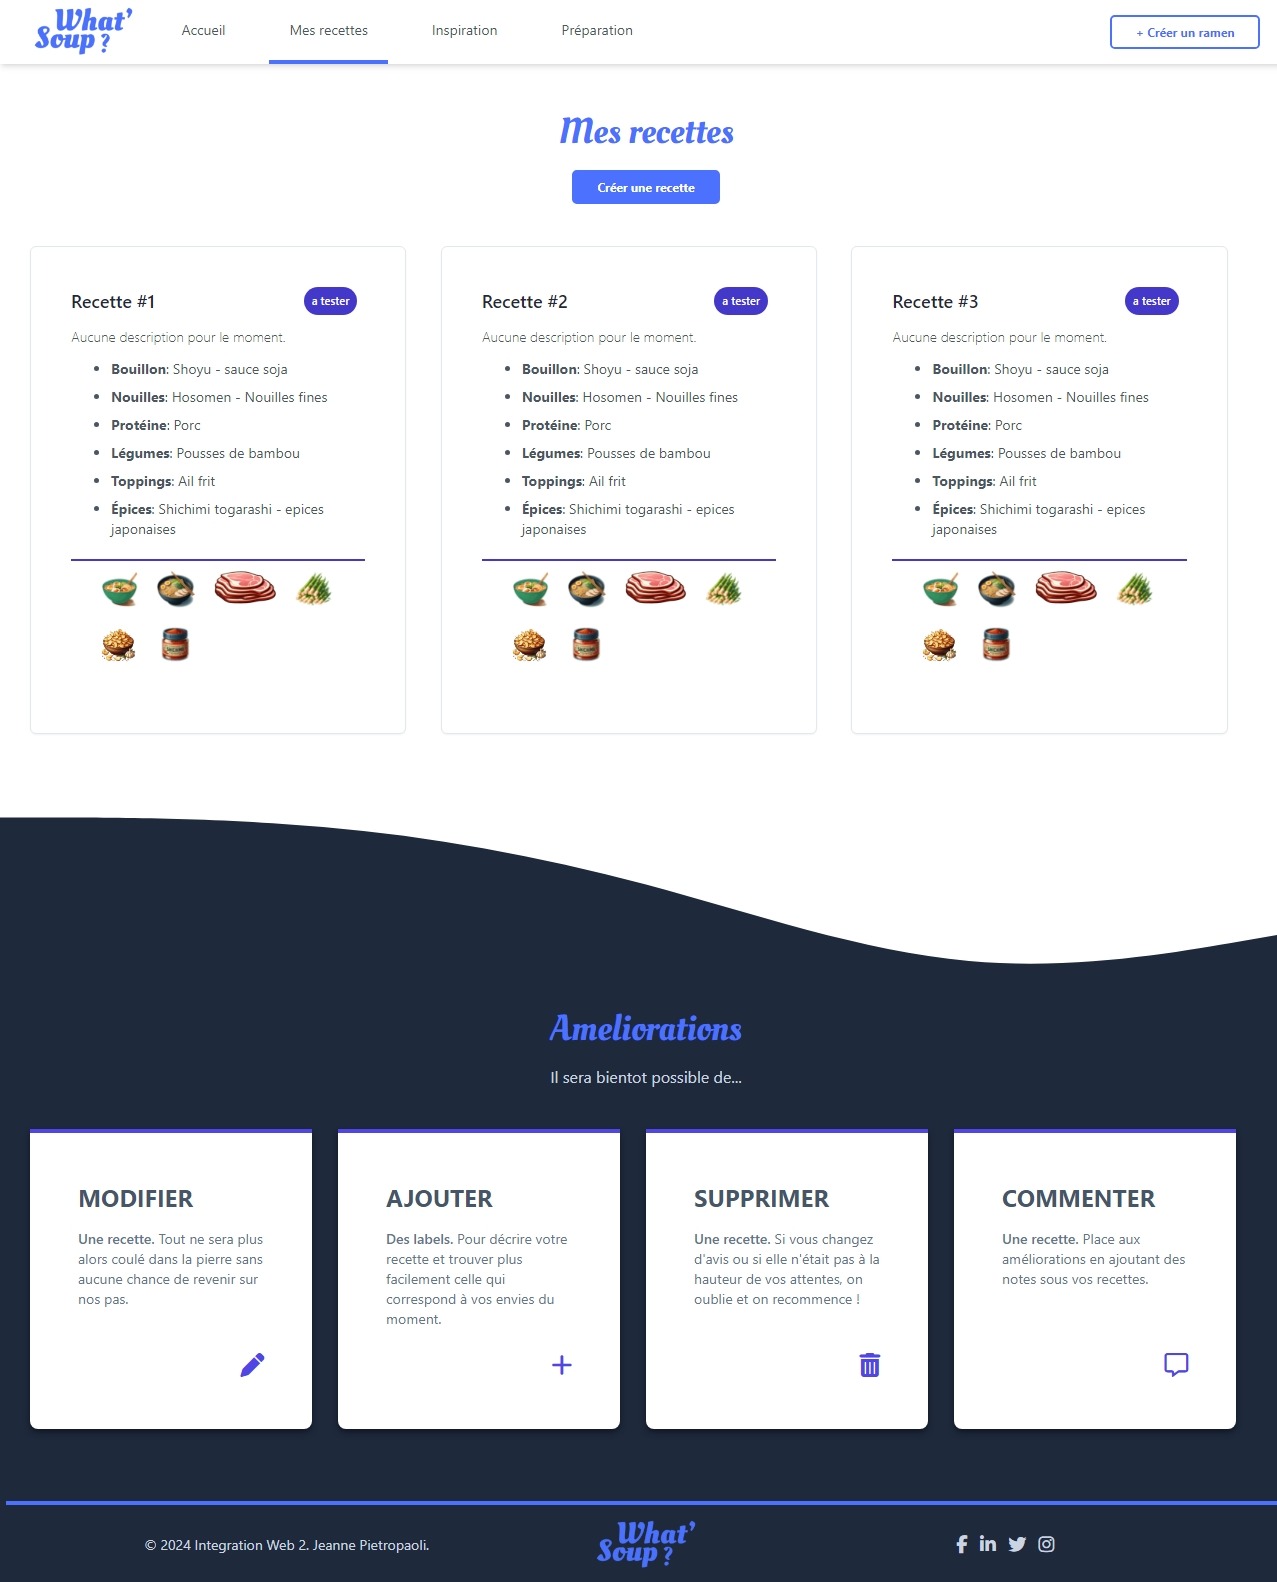 What' Soup ?
Accueil
Mes recettes
Inspiration
Préparation
+ Créer un ramen
Mes recettes
Créer une recette
Recette #1
a tester
Aucune description pour le moment.
• Bouillon: Shoyu - sauce soja
• Nouilles: Hosomen - Nouilles fines
• Protéine: Porc
• Légumes: Pousses de bambou
• Toppings: Ail frit
• Épices: Shichimi togarashi - epices
japonaises
Recette #2
a tester
Aucune description pour le moment.
• Bouillon: Shoyu - sauce soja
• Nouilles: Hosomen - Nouilles fines
• Protéine: Porc
• Légumes: Pousses de bambou
• Toppings: Ail frit
• Épices: Shichimi togarashi - epices
japonaises
Recette #3
a tester
Aucune description pour le moment.
• Bouillon: Shoyu - sauce soja
• Nouilles: Hosomen - Nouilles fines
• Protéine: Porc
• Légumes: Pousses de bambou
• Toppings: Ail frit
• Épices: Shichimi togarashi - epices
japonaises
Ameliorations
Il sera bientot possible de...
MODIFIER
Une recette. Tout ne sera plus
alors coulé dans la pierre sans
aucune chance de revenir sur
nos pas.
AJOUTER
Des labels. Pour décrire votre
recette et trouver plus
facilement celle qui
correspond à vos envies du
moment.
SUPPRIMER
Une recette. Si vous changez
d'avis ou si elle n'était pas à la
hauteur de vos attentes, on
oublie et on recommence !
COMMENTER
Une recette. Place aux
améliorations en ajoutant des
notes sous vos recettes.
© 2024 Integration Web 2. Jeanne Pietropaoli.
What' Soup ?